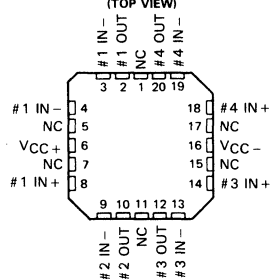 (TOP VIEW)
#1 IN-
#1 OUT
NC
#4 OUT
#4 IN-
3 2 1 20 19
#1 IN- 4
NC 5
VCC+ 6
NC 7
#1 IN+ 8
18 #4 IN+
17 NC
16 VCC-
15 NC
14 #3 IN+
9 10 11 12 13
#2 IN-
#2 OUT
NC
#3 OUT
#3 IN-